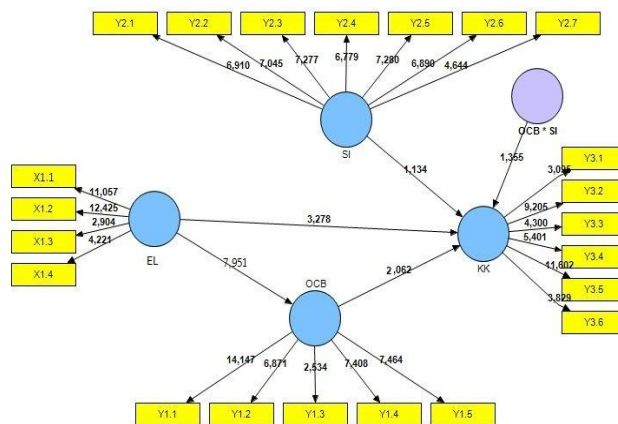 Y2.1 Y2.2 Y2.3 Y2.4 Y2.5 Y2.6 Y2.7
6,910 7,045 7,277 6,779 7,280 6,890 4,644
SI
OCB * SI
1,134
1,355
X1.1
X1.2
X1.3
X1.4
11,057
12,425
2,904
4,221
EL
3,278
7,951
OCB
2,062
KK
3,095
9,205
4,300
5,401
11,602
3,829
Y3.1
Y3.2
Y3.3
Y3.4
Y3.5
Y3.6
14,147 6,871 2,534 7,408 7,464
Y1.1 Y1.2 Y1.3 Y1.4 Y1.5